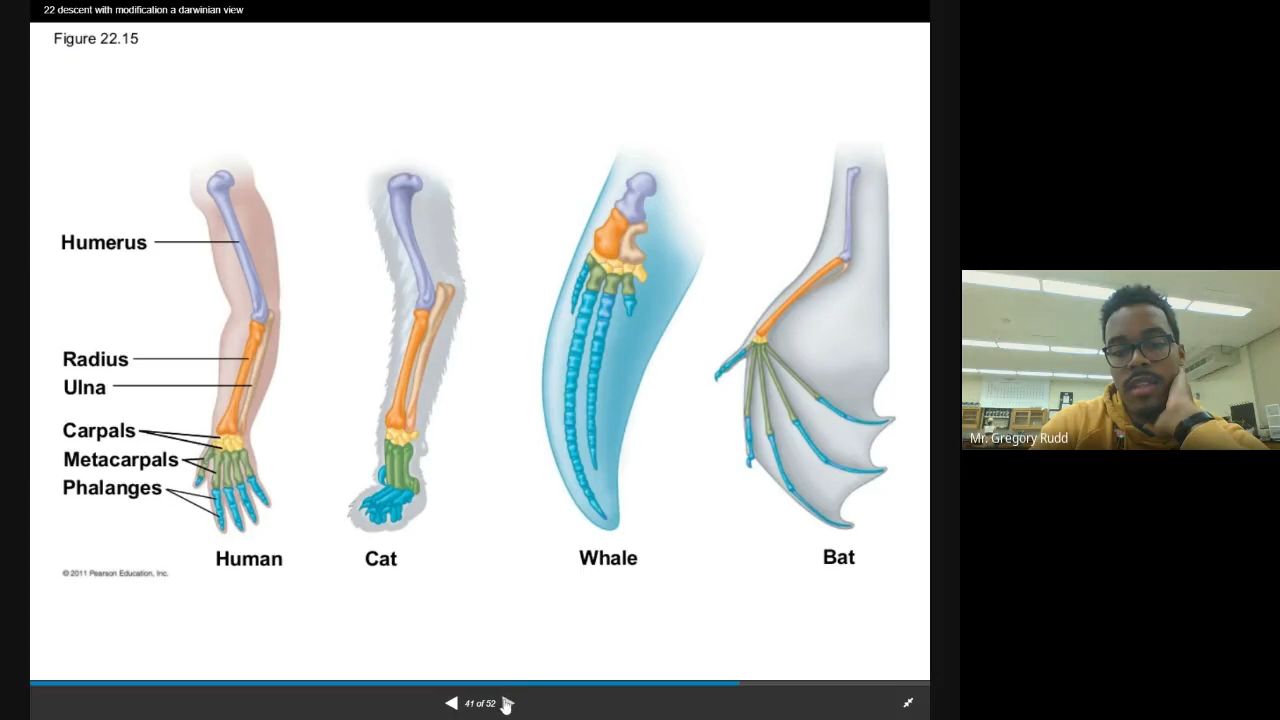 22 descent with modification a darwinian view
Figure 22.15
Humerus
Radius
Ulna
Carpals
Metacarpals
Phalanges
Human Cat Whale Bat
© 2011 Pearson Education, Inc.
41 of 52
Mr. Gregory Rudd